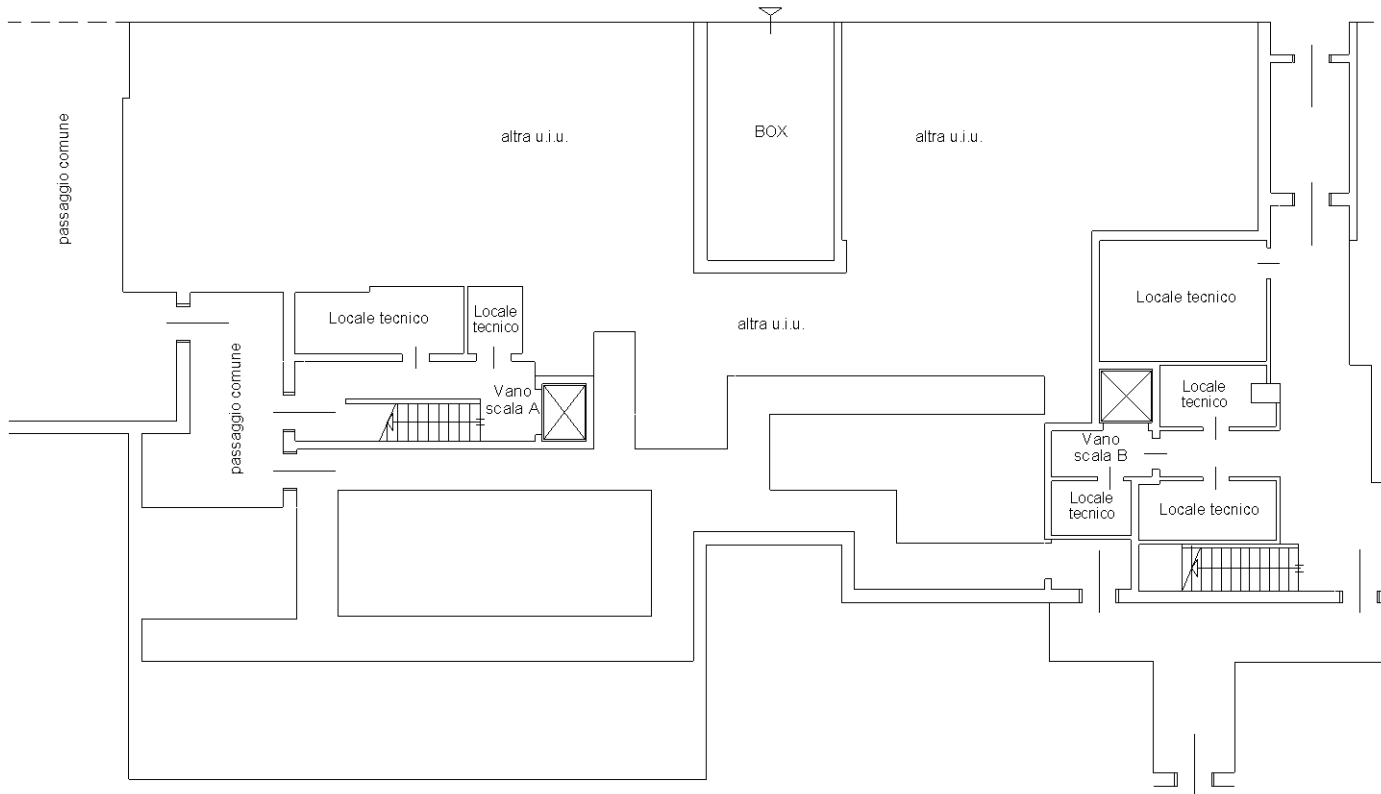 passaggio comune
altra u.i.u.
BOX
altra u.i.u.
Locale tecnico
Locale
tecnico
Locale tecnico
altra u.i.u.
passaggio comune
Vano
scala A
Locale
tecnico
Vano
scala B
Locale
tecnico
Locale tecnico